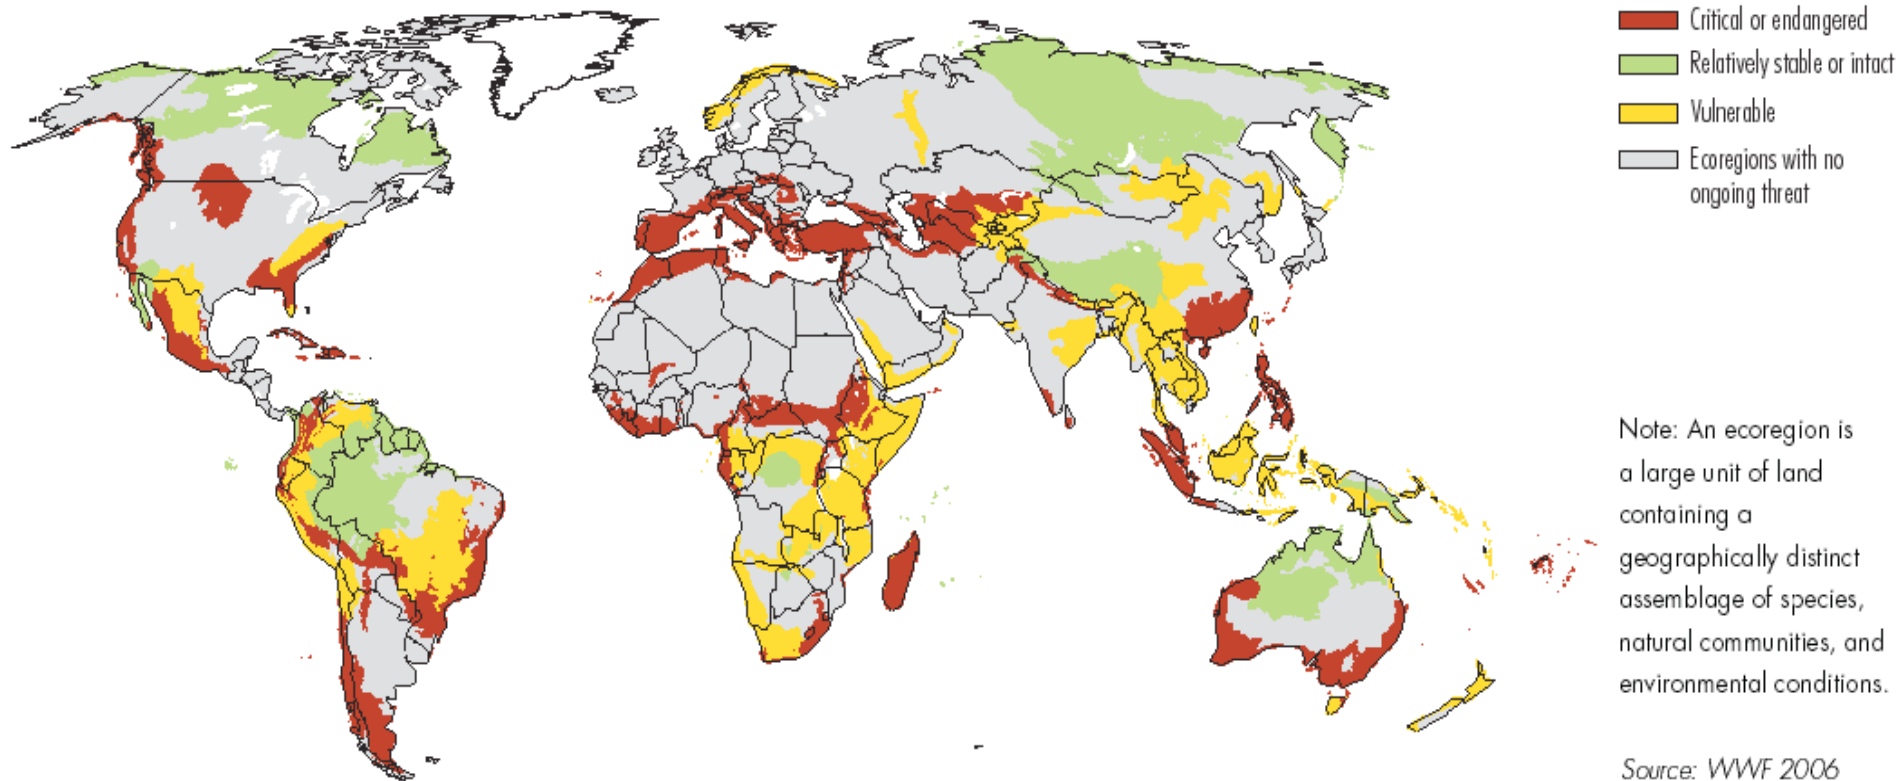 Critical or endangered
Relatively stable or intact
Vulnerable
Ecoregions with no
ongoing threat
Note: An ecoregion is
a large unit of land
containing a
geographically distinct
assemblage of species,
natural communities, and
environmental conditions.
Source: WWF 2006